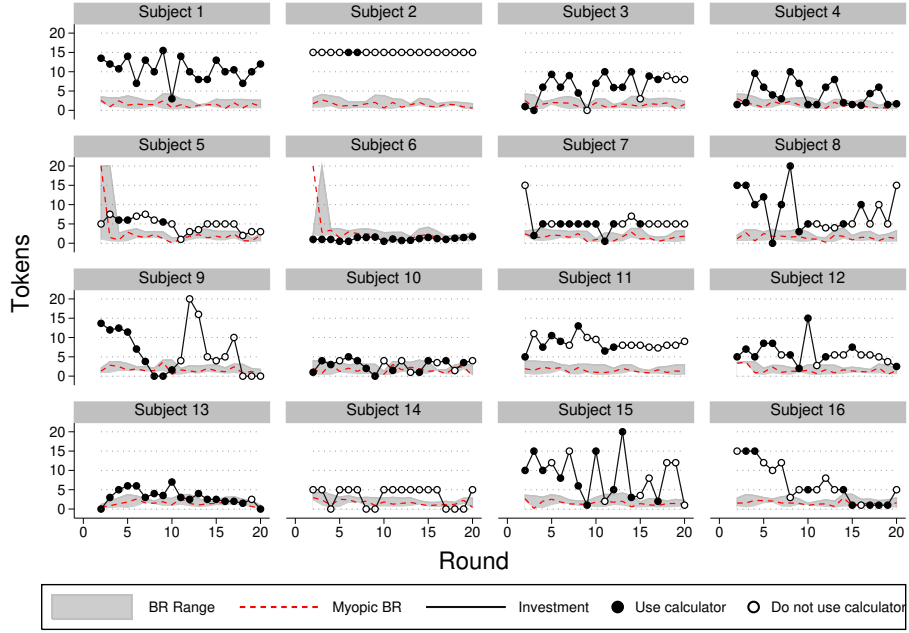 Subject 1 Subject 2 Subject 3 Subject 4
20
15
10
5
0
Subject 5 Subject 6 Subject 7 Subject 8
20
15
10
5
0
Subject 9 Subject 10 Subject 11 Subject 12
20
15
10
5
0
Subject 13 Subject 14 Subject 15 Subject 16
20
15
10
5
0
0 5 10 15 20 0 5 10 15 20 0 5 10 15 20 0 5 10 15 20
Tokens
Round
BR Range Myopic BR Investment Use calculator Do not use calculator